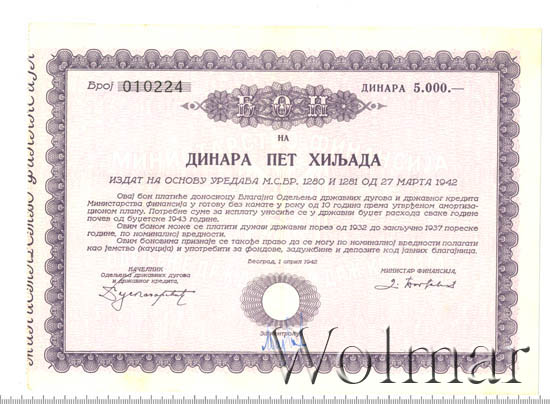 Број 010224
ДИНАРА 5.000.—
БОН
НА
ДИНАРА ПЕТ ХИЉАДА
ИЗДАТ НА ОСНОВУ УРЕДАБА М.С.БР. 1280 И 1281 ОД 27 МАРТА 1942
Овај бон платиће доносиоцу Благајна Одељења државних дугова и државног кредита
Министарства финансија у готову без камате у року од 10 година према утврђеном амортиза-
ционом плану. Потребне суме за исплату уносиће се у државни буџет расхода сваке године
почев од буџетске 1943 године.
Овим боном може се платити дужни државни порез од 1932 до закључно 1937 пореске
године, по номиналној вредности.
Овим боновима признаје се такође право да се могу по номиналној вредности полагати
као јемство (кауција) и употребити за фондове, задужбине и депозите код јавних благајница.
Београд, 1 априла 1942
НАЧЕЛНИК
Одељења државних дугова
и државног кредита,
МИНИСТАР ФИНАНСИЈА,
За контролу
Wolmar